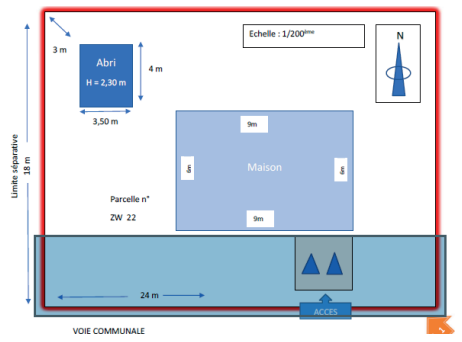 Echelle : 1/200ème
N
3 m
Abri
H = 2,30 m
4 m
3,50 m
9m
6m
Maison
6m
9m
Limite séparative
18 m
Parcelle n°
ZW 22
24 m
ACCES
VOIE COMMUNALE
1